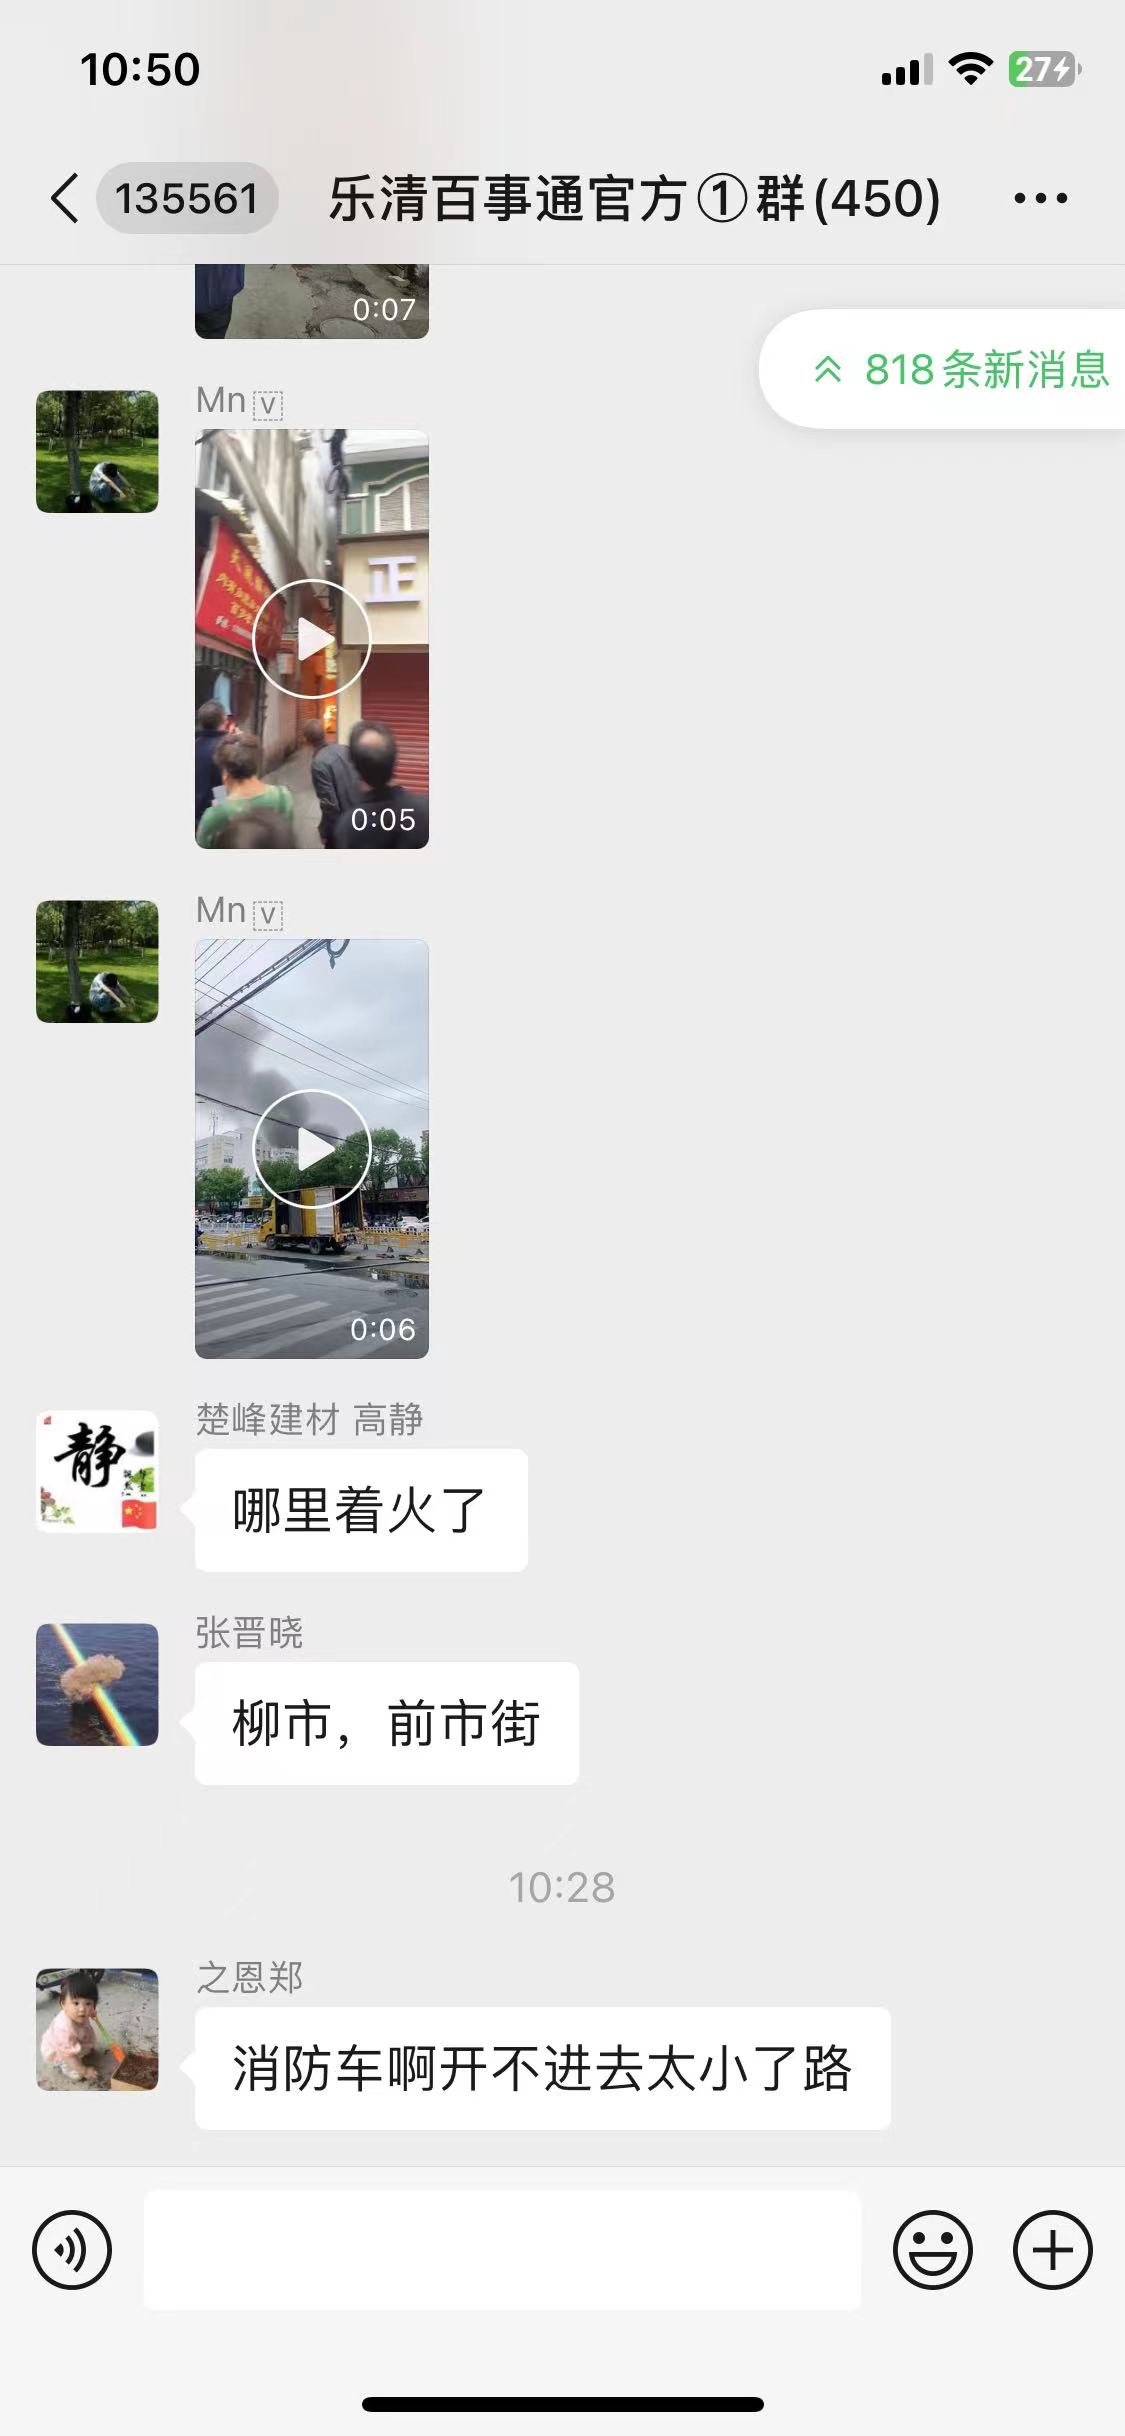 10:50
27
135561
乐清百事通官方①群(450)
0:07
818条新消息
Mn
V
正
0:05
Mn
V
0:06
静
楚峰建材 高静
哪里着火了
张晋晓
柳市，前市街
10:28
之恩郑
消防车啊开不进去太小了路